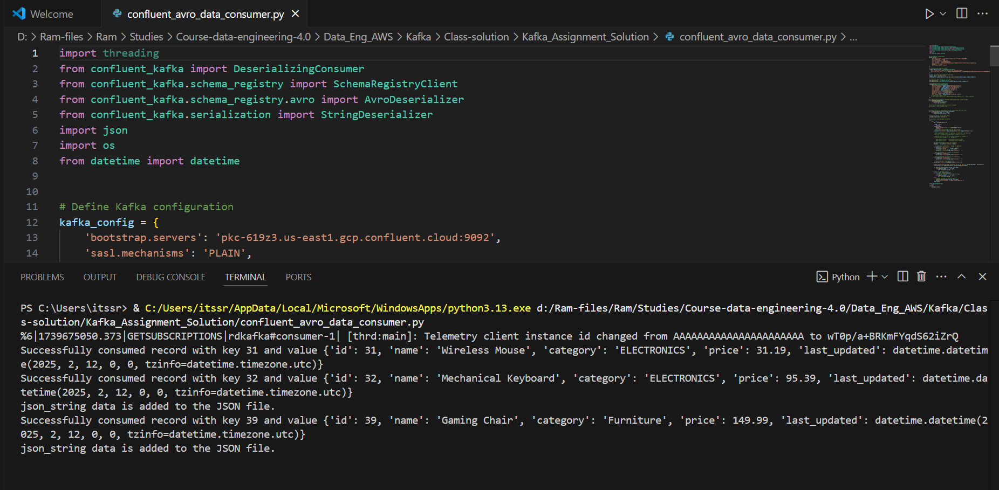 Welcome
confluent_avro_data_consumer.py
D: > Ram-files > Ram > Studies > Course-data-engineering-4.0 > Data_Eng_AWS > Kafka > Class-solution > Kafka_Assignment_Solution > confluent_avro_data_consumer.py > ...
1 import threading
2 from confluent_kafka import DeserializingConsumer
3 from confluent_kafka.schema_registry import SchemaRegistryClient
4 from confluent_kafka.schema_registry.avro import AvroDeserializer
5 from confluent_kafka.serialization import StringDeserializer
6 import json
7 import os
8 from datetime import datetime
9
10
11 # Define Kafka configuration
12 kafka_config = {
13 'bootstrap.servers': 'pkc-619z3.us-east1.gcp.confluent.cloud:9092',
14 'sasl.mechanisms': 'PLAIN',
PROBLEMS OUTPUT DEBUG CONSOLE TERMINAL PORTS
Python
PS C:\Users\itssr> & C:/Users/itssr/AppData/Local/Microsoft/WindowsApps/python3.13.exe d:/Ram-files/Ram/Studies/Course-data-engineering-4.0/Data_Eng_AWS/Kafka/Clas
s-solution/Kafka_Assignment_Solution/confluent_avro_data_consumer.py
%6|1739675050.373|GETSUBSCRIPTIONS|rdkafka#consumer-1| [thrd:main]: Telemetry client instance id changed from AAAAAAAAAAAAAAAAAAAAAA to wT0p/a+BRKmFYqdS62iZrQ
Successfully consumed record with key 31 and value {'id': 31, 'name': 'Wireless Mouse', 'category': 'ELECTRONICS', 'price': 31.19, 'last_updated': datetime.datetim
e(2025, 2, 12, 0, 0, tzinfo=datetime.timezone.utc)}
Successfully consumed record with key 32 and value {'id': 32, 'name': 'Mechanical Keyboard', 'category': 'ELECTRONICS', 'price': 95.39, 'last_updated': datetime.da
tetime(2025, 2, 12, 0, 0, tzinfo=datetime.timezone.utc)}
json_string data is added to the JSON file.
Successfully consumed record with key 39 and value {'id': 39, 'name': 'Gaming Chair', 'category': 'Furniture', 'price': 149.99, 'last_updated': datetime.datetime(2
025, 2, 12, 0, 0, tzinfo=datetime.timezone.utc)}
json_string data is added to the JSON file.